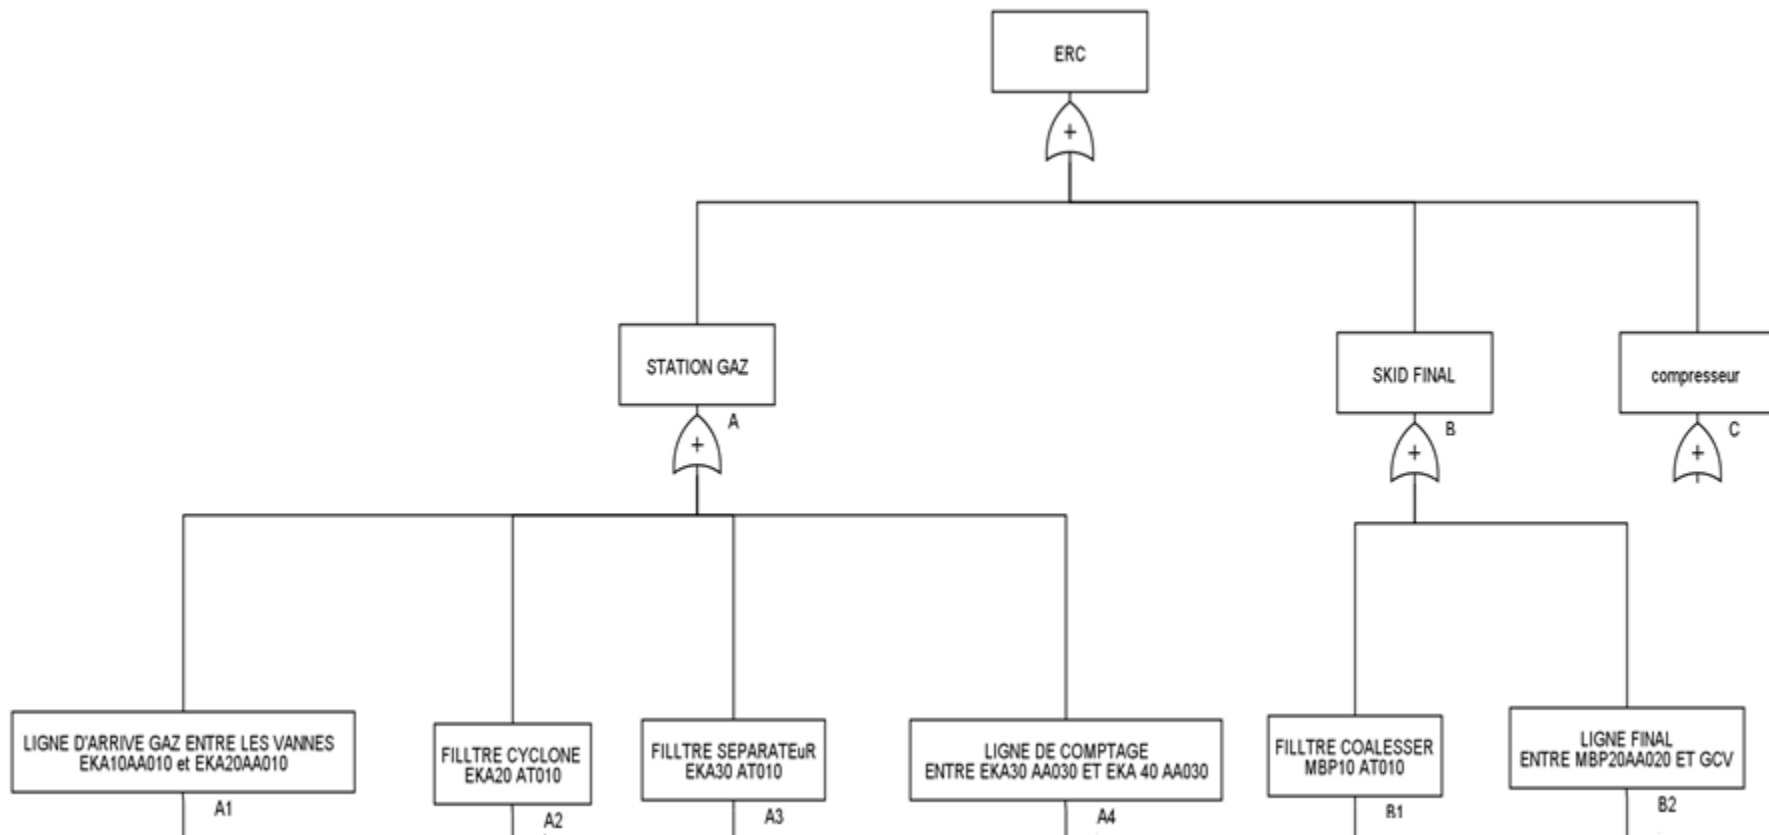 ERC
+
STATION GAZ
A
+
SKID FINAL
B
+
compresseur
C
+
LIGNE D'ARRIVE GAZ ENTRE LES VANNES
EKA10AA010 et EKA20AA010
A1
FILLTRE CYCLONE
EKA20 AT010
A2
FILLTRE SEPARATEuR
EKA30 AT010
A3
LIGNE DE COMPTAGE
ENTRE EKA30 AA030 ET EKA 40 AA030
A4
FILLTRE COALESSER
MBP10 AT010
B1
LIGNE FINAL
ENTRE MBP20AA020 ET GCV
B2